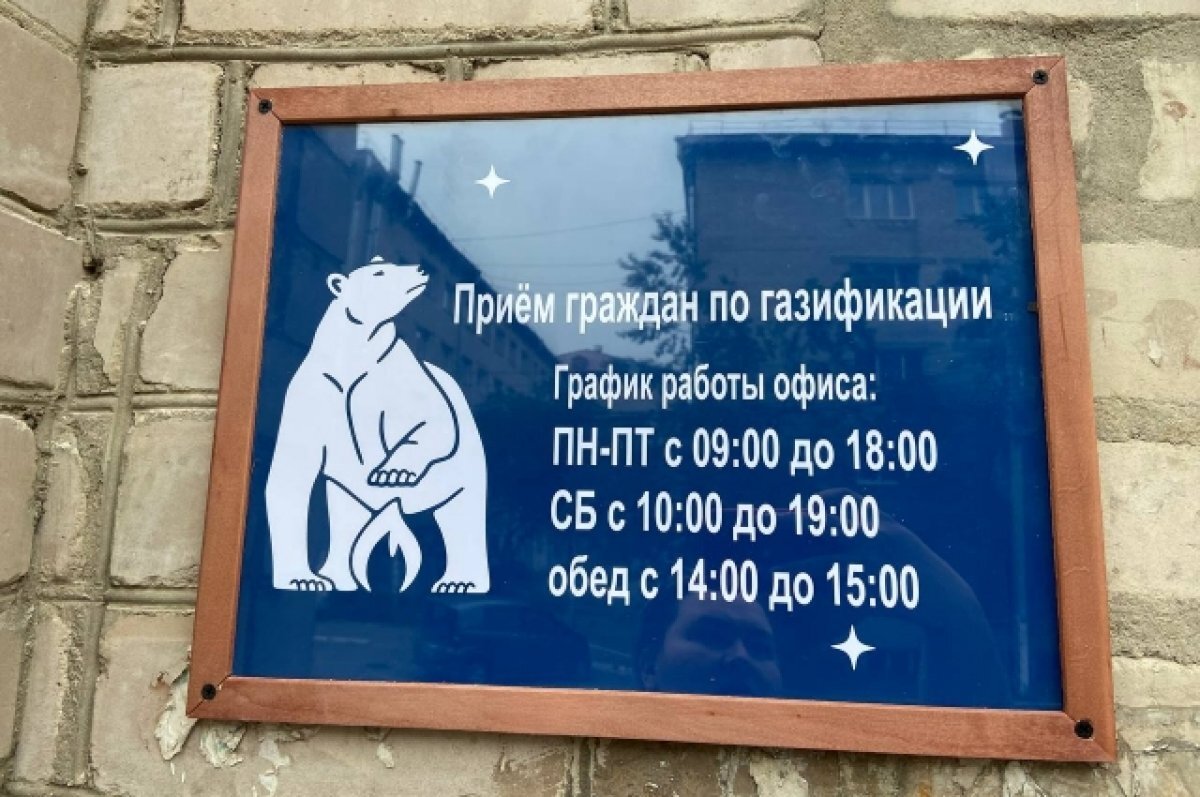 Приём граждан по газификации
График работы офиса:
ПН-ПТ с 09:00 до 18:00
СБ с 10:00 до 19:00
обед с 14:00 до 15:00